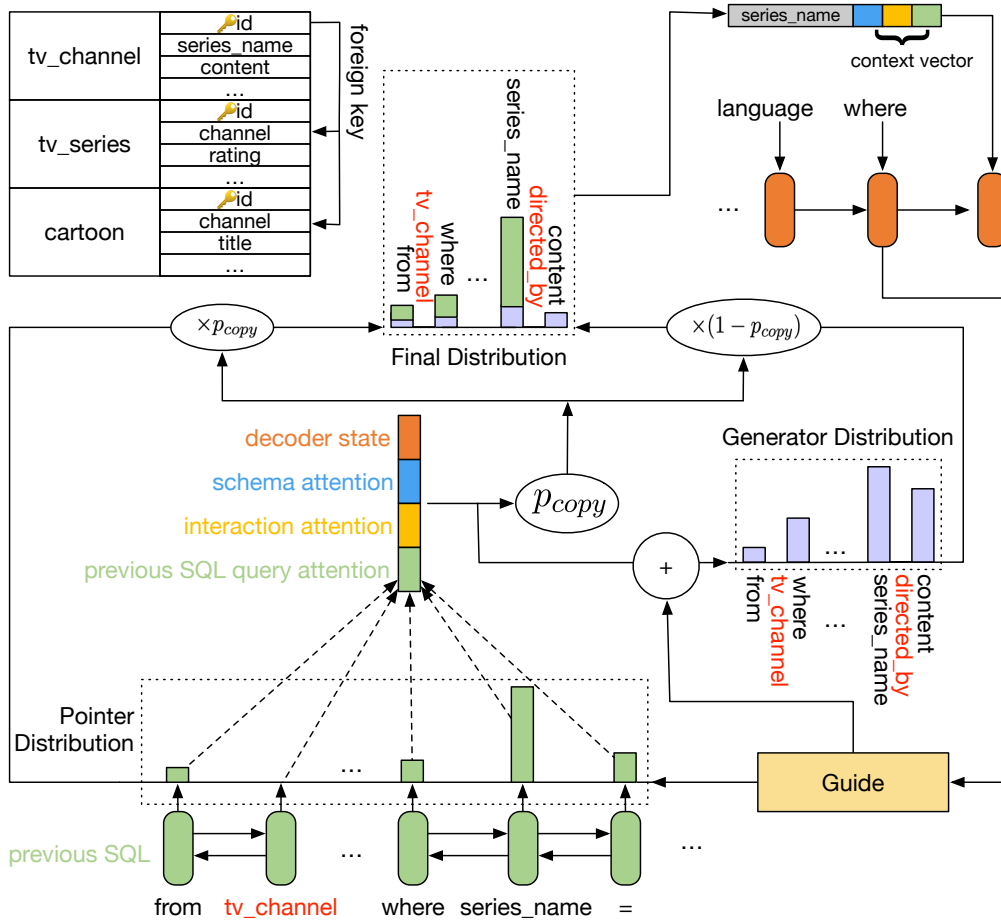 tv_channel
id
series_name
content
...
tv_series
id
channel
rating
...
cartoon
id
channel
title
...
foreign key
from
tv_channel
where
...
series_name
directed_by
content
Final Distribution
series_name
context vector
language
where
...
×p_copy
×(1 − p_copy)
decoder state
schema attention
interaction attention
previous SQL query attention
p_copy
+
Generator Distribution
...
from
tv_channel
where
...
series_name
directed_by
content
Pointer
Distribution
...
Guide
previous SQL
...
...
from
tv_channel
where
series_name
=